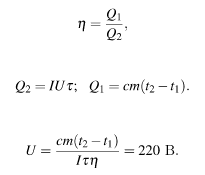 η = Q₁/Q₂,
Q₂ = IUτ; Q₁ = cm(t₂ − t₁).
U = cm(t₂ − t₁)/Iτη = 220 В.